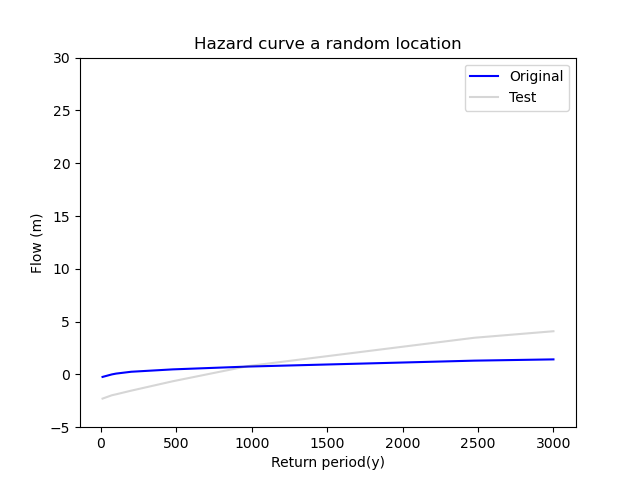 Hazard curve a random location
Original
Test
Flow (m)
30
25
20
15
10
5
0
−5
0 500 1000 1500 2000 2500 3000
Return period(y)